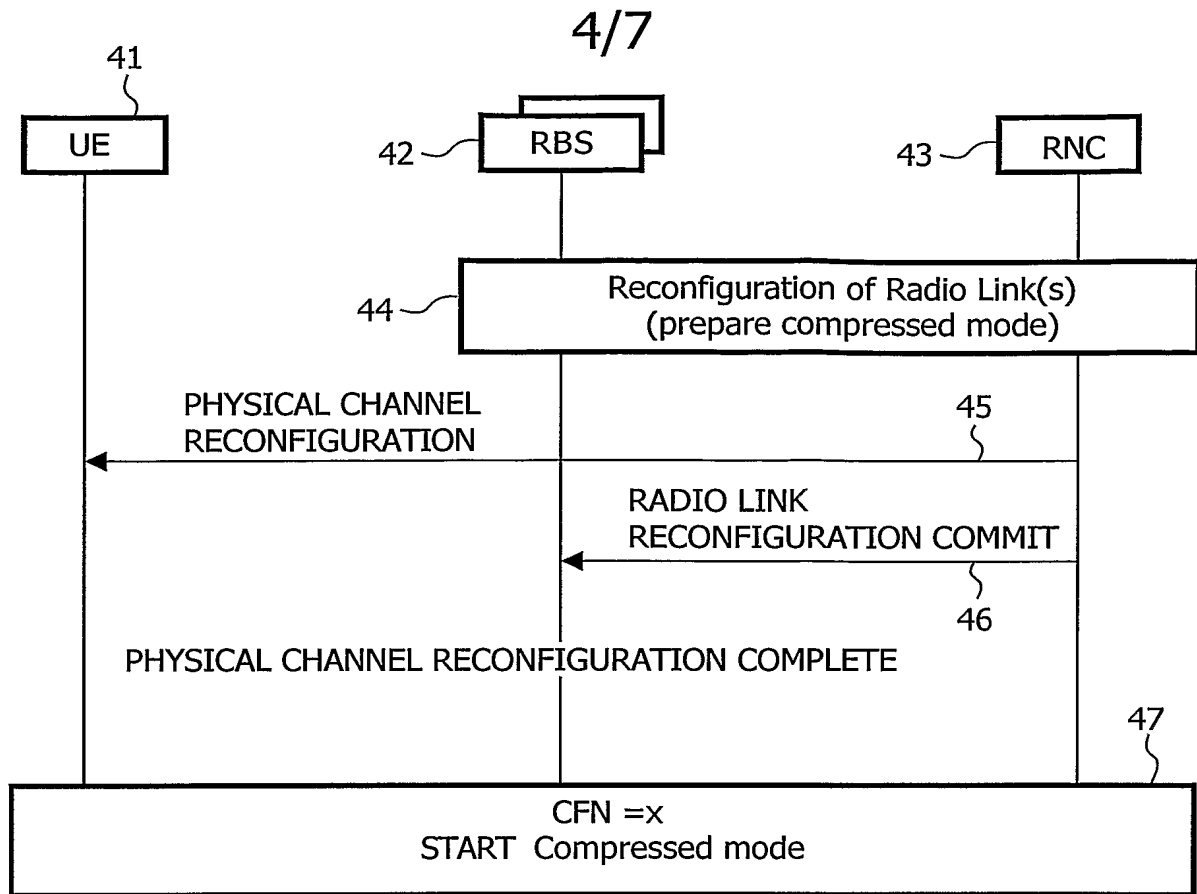 4/7
41
UE
42
RBS
43
RNC
44
Reconfiguration of Radio Link(s)
(prepare compressed mode)
PHYSICAL CHANNEL
RECONFIGURATION
45
RADIO LINK
RECONFIGURATION COMMIT
46
PHYSICAL CHANNEL RECONFIGURATION COMPLETE
47
CFN =x
START Compressed mode